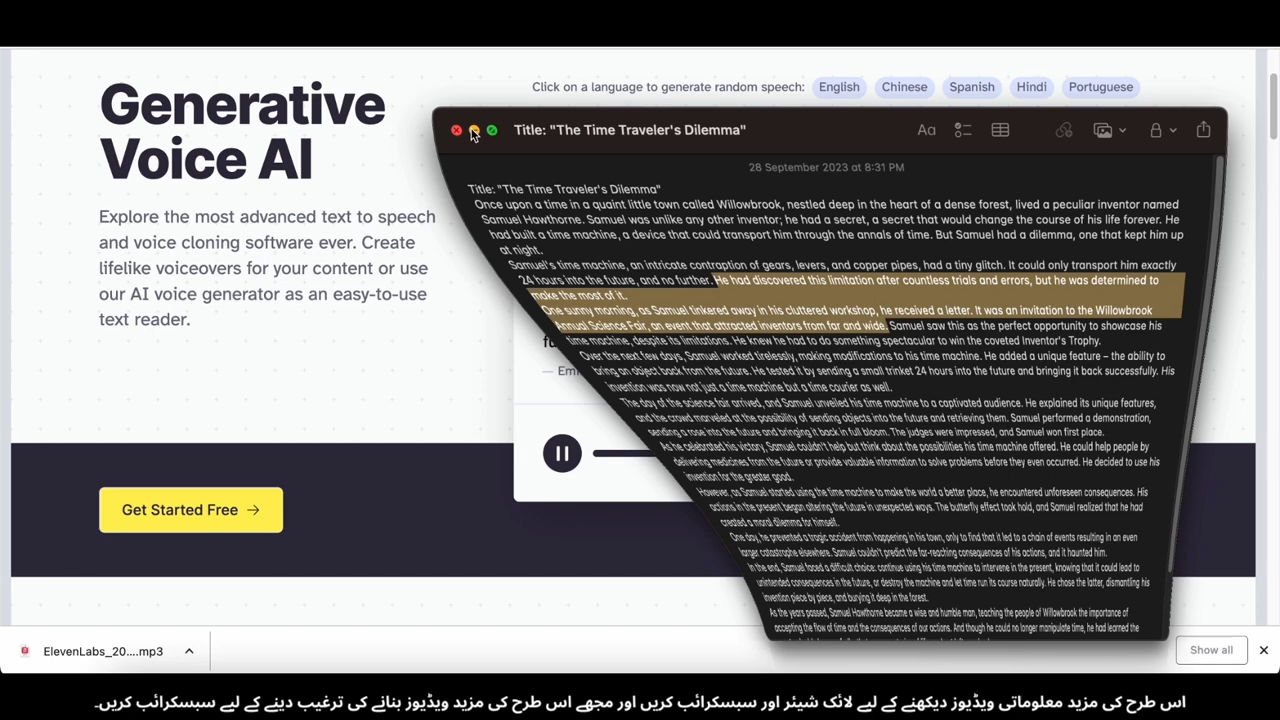 Generative
Voice AI
Explore the most advanced text to speech
and voice cloning software ever. Create
lifelike voiceovers for your content or use
our AI voice generator as an easy-to-use
text reader.
Get Started Free →
Click on a language to generate random speech: English Chinese Spanish Hindi Portuguese
Title: "The Time Traveler's Dilemma"
Aa
28 September 2023 at 8:31 PM
Title: "The Time Traveler's Dilemma"
Once upon a time in a quaint little town called Willowbrook, nestled deep in the heart of a dense forest, lived a peculiar inventor named
Samuel Hawthorne. Samuel was unlike any other inventor; he had a secret, a secret that would change the course of his life forever. He
had built a time machine, a device that could transport him through the annals of time. But Samuel had a dilemma, one that kept him up
at night.
Samuel's time machine, an intricate contraption of gears, levers, and copper pipes, had a tiny glitch. It could only transport him exactly
24 hours into the future, and no further. He had discovered this limitation after countless trials and errors, but he was determined to
make the most of it.
One sunny morning, as Samuel tinkered away in his cluttered workshop, he received a letter. It was an invitation to the Willowbrook
Annual Science Fair, an event that attracted inventors from far and wide. Samuel saw this as the perfect opportunity to showcase his
time machine, despite its limitations. He knew he had to do something spectacular to win the coveted Inventor's Trophy.
Over the next few days, Samuel worked tirelessly, making modifications to his time machine. He added a unique feature – the ability to
bring an object back from the future. He tested it by sending a small trinket 24 hours into the future and bringing it back successfully. His
invention was now not just a time machine but a time courier as well.
The day of the science fair arrived, and Samuel unveiled his time machine to a captivated audience. He explained its unique features,
and the crowd marveled at the possibility of sending objects into the future and retrieving them. Samuel performed a demonstration,
sending a rose into the future and bringing it back in full bloom. The judges were impressed, and Samuel won first place.
As he celebrated his victory, Samuel couldn't help but think about the possibilities his time machine offered. He could help people by
delivering medicines from the future or provide valuable information to solve problems before they even occurred. He decided to use his
invention for the greater good.
However, as Samuel started using the time machine to make the world a better place, he encountered unforeseen consequences. His
actions in the present began altering the future in unexpected ways. The butterfly effect took hold, and Samuel realized that he had
created a moral dilemma for himself.
One day, he prevented a tragic accident from happening in his town, only to find that it led to a chain of events resulting in an even
larger catastrophe elsewhere. Samuel couldn't predict the far-reaching consequences of his actions, and it haunted him.
In the end, Samuel faced a difficult choice: continue using his time machine to intervene in the present, knowing that it could lead to
unintended consequences in the future, or destroy the machine and let time run its course naturally. He chose the latter, dismantling his
invention piece by piece, and burying it deep in the forest.
As the years passed, Samuel Hawthorne became a wise and humble man, teaching the people of Willowbrook the importance of
accepting the flow of time and the consequences of our actions. And though he could no longer manipulate time, he had learned the
— Em
ElevenLabs_20....mp3
Show all
اس طرح کی مزید معلوماتی ویڈیوز دیکھنے کے لیے لائک شیئر اور سبسکرائب کریں اور مجھے اس طرح کی مزید ویڈیوز بنانے کی ترغیب دینے کے لیے سبسکرائب کریں۔